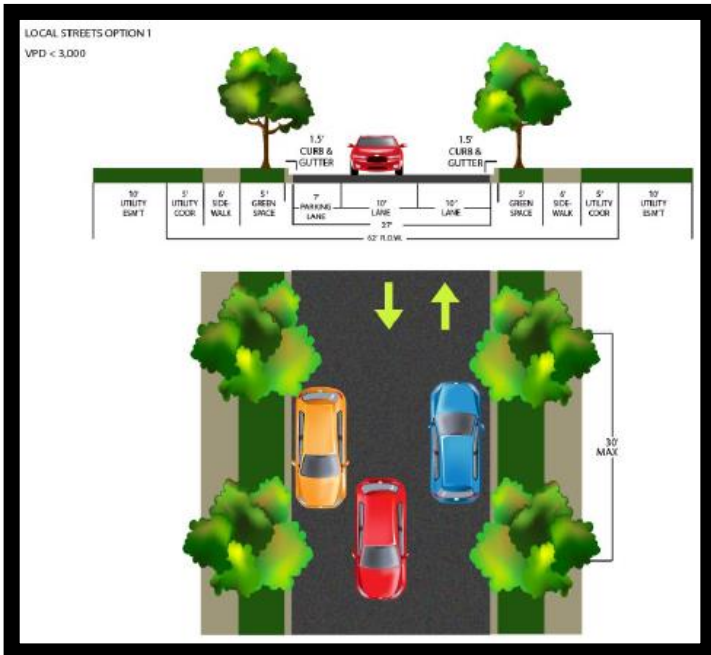 LOCAL STREETS OPTION 1
VPD < 3,000
1.5'
CURB &
GUTTER
1.5'
CURB &
GUTTER
10'
UTILITY
ESM'T
5'
UTILITY
COOR
6'
SIDE-
WALK
5'
GREEN
SPACE
7'
PARKING
LANE
10'
LANE
10'
LANE
5'
GREEN
SPACE
6'
SIDE-
WALK
5'
UTILITY
COOR
10'
UTILITY
ESM'T
27'
62'
30'
MAX